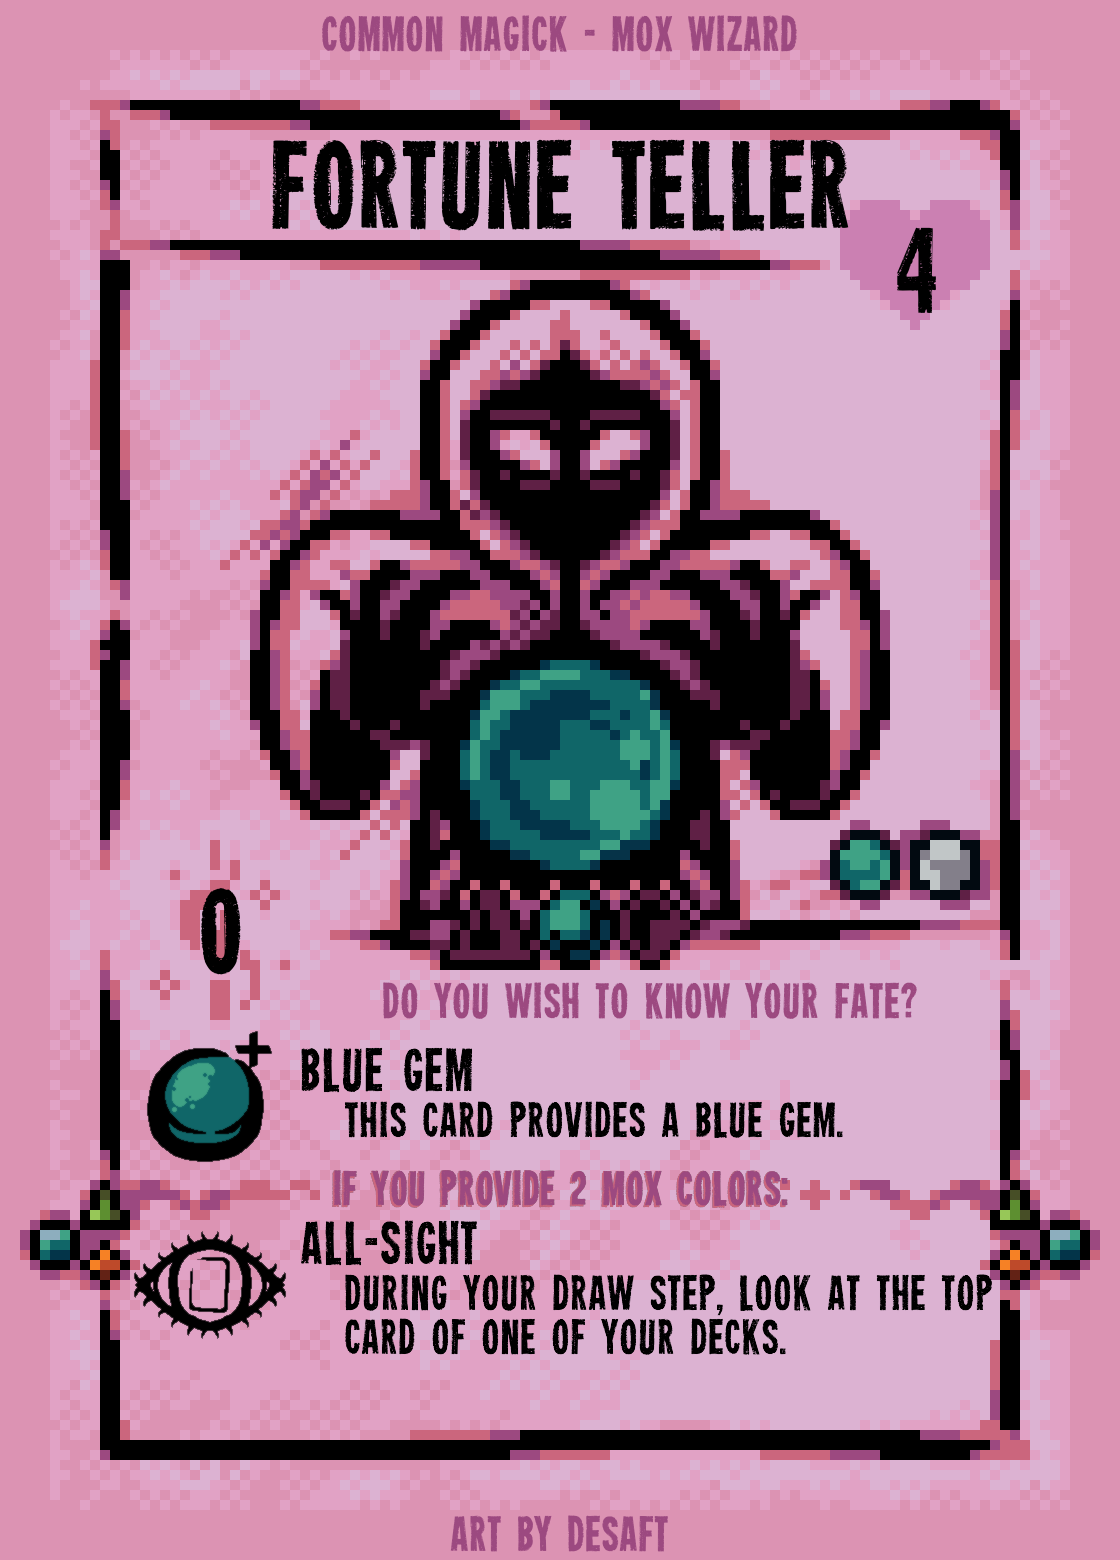 COMMON MAGICK - MOX WIZARD
FORTUNE TELLER
4
0
DO YOU WISH TO KNOW YOUR FATE?
BLUE GEM
THIS CARD PROVIDES A BLUE GEM.
IF YOU PROVIDE 2 MOX COLORS:
ALL-SIGHT
DURING YOUR DRAW STEP, LOOK AT THE TOP
CARD OF ONE OF YOUR DECKS.
ART BY DESAFT